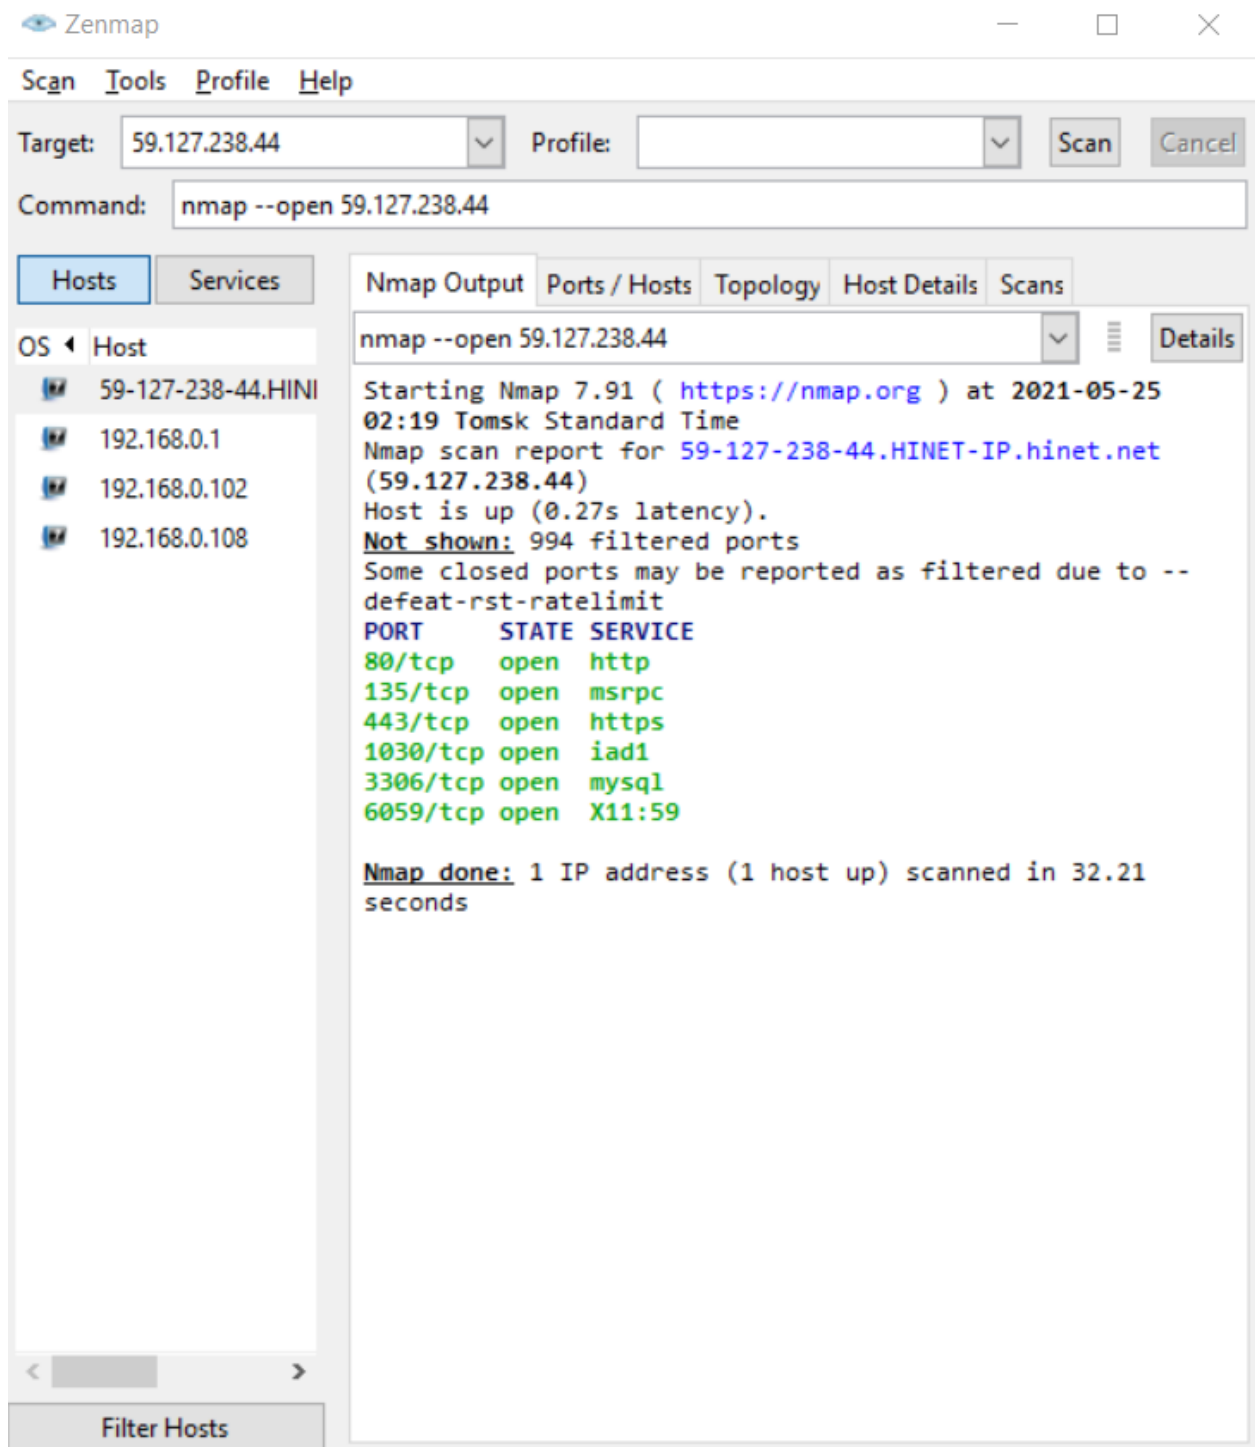 Zenmap
Scan Tools Profile Help
Target: 59.127.238.44 Profile: Scan Cancel
Command: nmap --open 59.127.238.44
Hosts Services
Nmap Output Ports / Hosts Topology Host Details Scans
OS Host
nmap --open 59.127.238.44 Details
59-127-238-44.HINI
192.168.0.1
192.168.0.102
192.168.0.108
Starting Nmap 7.91 ( https://nmap.org ) at 2021-05-25
02:19 Tomsk Standard Time
Nmap scan report for 59-127-238-44.HINET-IP.hinet.net
(59.127.238.44)
Host is up (0.27s latency).
Not shown: 994 filtered ports
Some closed ports may be reported as filtered due to --
defeat-rst-ratelimit
PORT STATE SERVICE
80/tcp open http
135/tcp open msrpc
443/tcp open https
1030/tcp open iad1
3306/tcp open mysql
6059/tcp open X11:59
Nmap done: 1 IP address (1 host up) scanned in 32.21
seconds
Filter Hosts